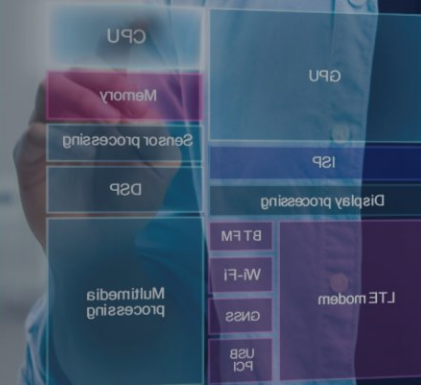 CPU
Memory
Sensor processing
DSP
Multimedia
processing
GPU
ISP
Display processing
BT FM
Wi-Fi
GNSS
USB
PCI
LTE modem